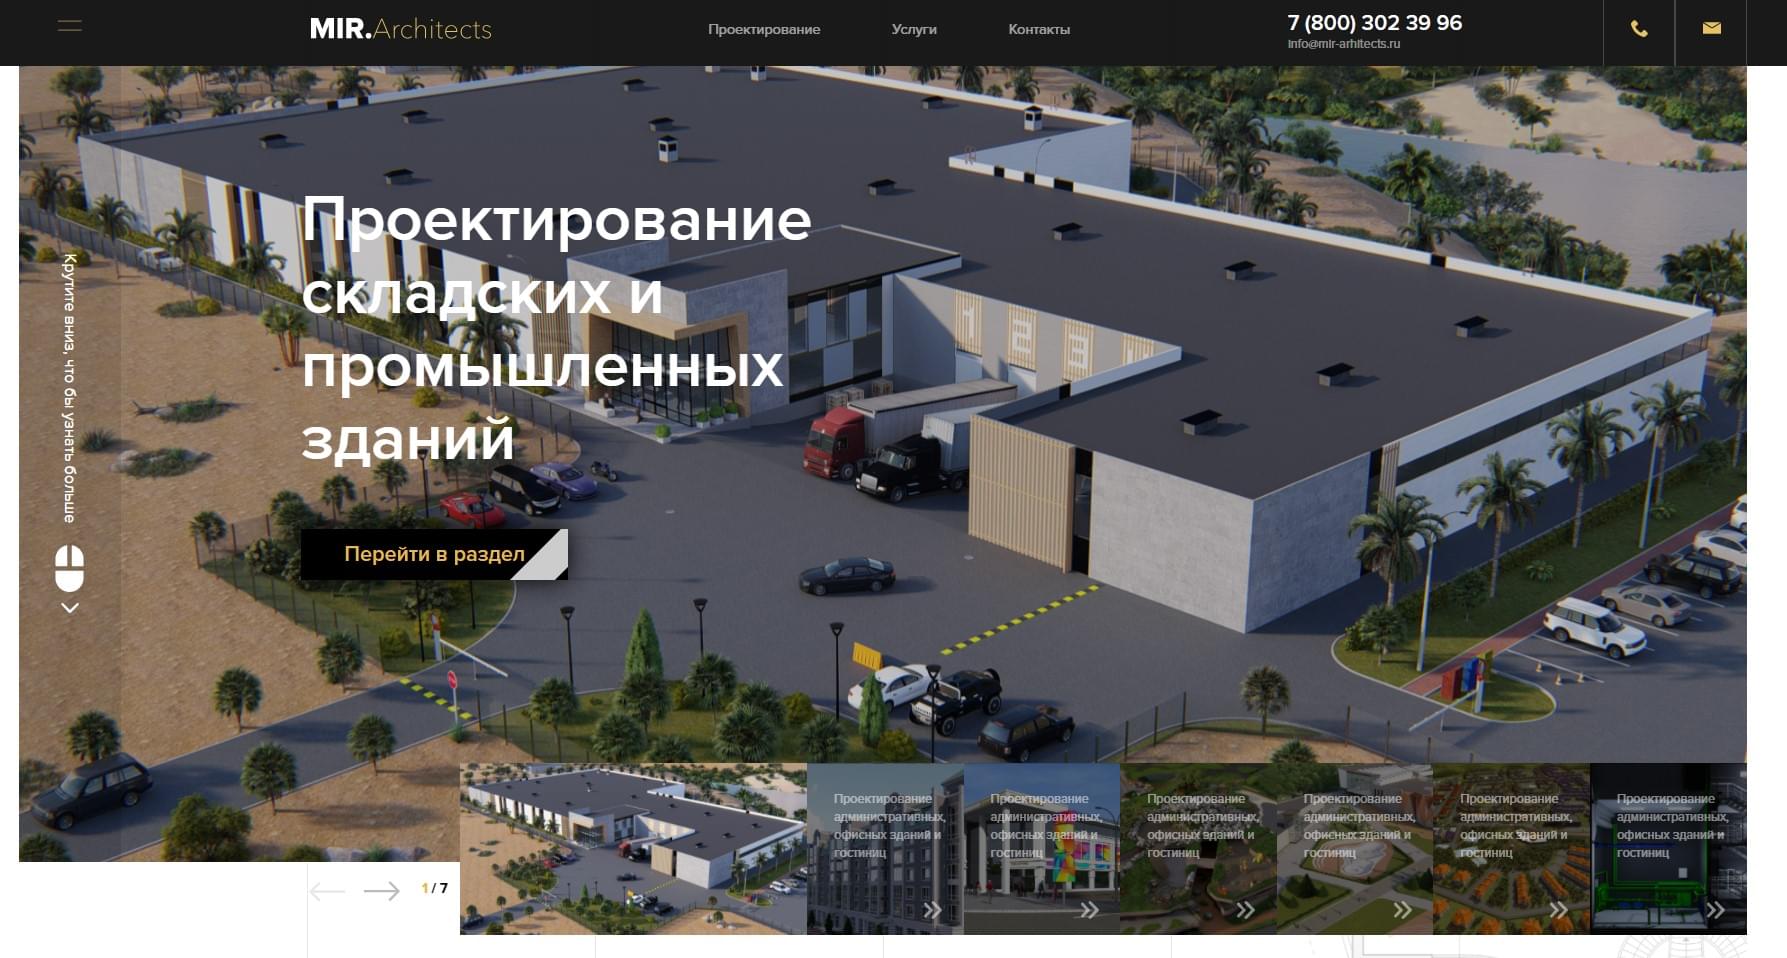 MIR.Architects
Проектирование
Услуги
Контакты
7 (800) 302 39 96
info@mir-arhitects.ru
Крутите вниз, что бы узнать больше
Проектирование
складских и
промышленных
зданий
1 2 3
Перейти в раздел
1 / 7
Проектирование
административных,
офисных зданий и
гостиниц
Проектирование
административных,
офисных зданий и
гостиниц
Проектирование
административных,
офисных зданий и
гостиниц
Проектирование
административных,
офисных зданий и
гостиниц
Проектирование
административных,
офисных зданий и
гостиниц
Проектирование
административных,
офисных зданий и
гостиниц